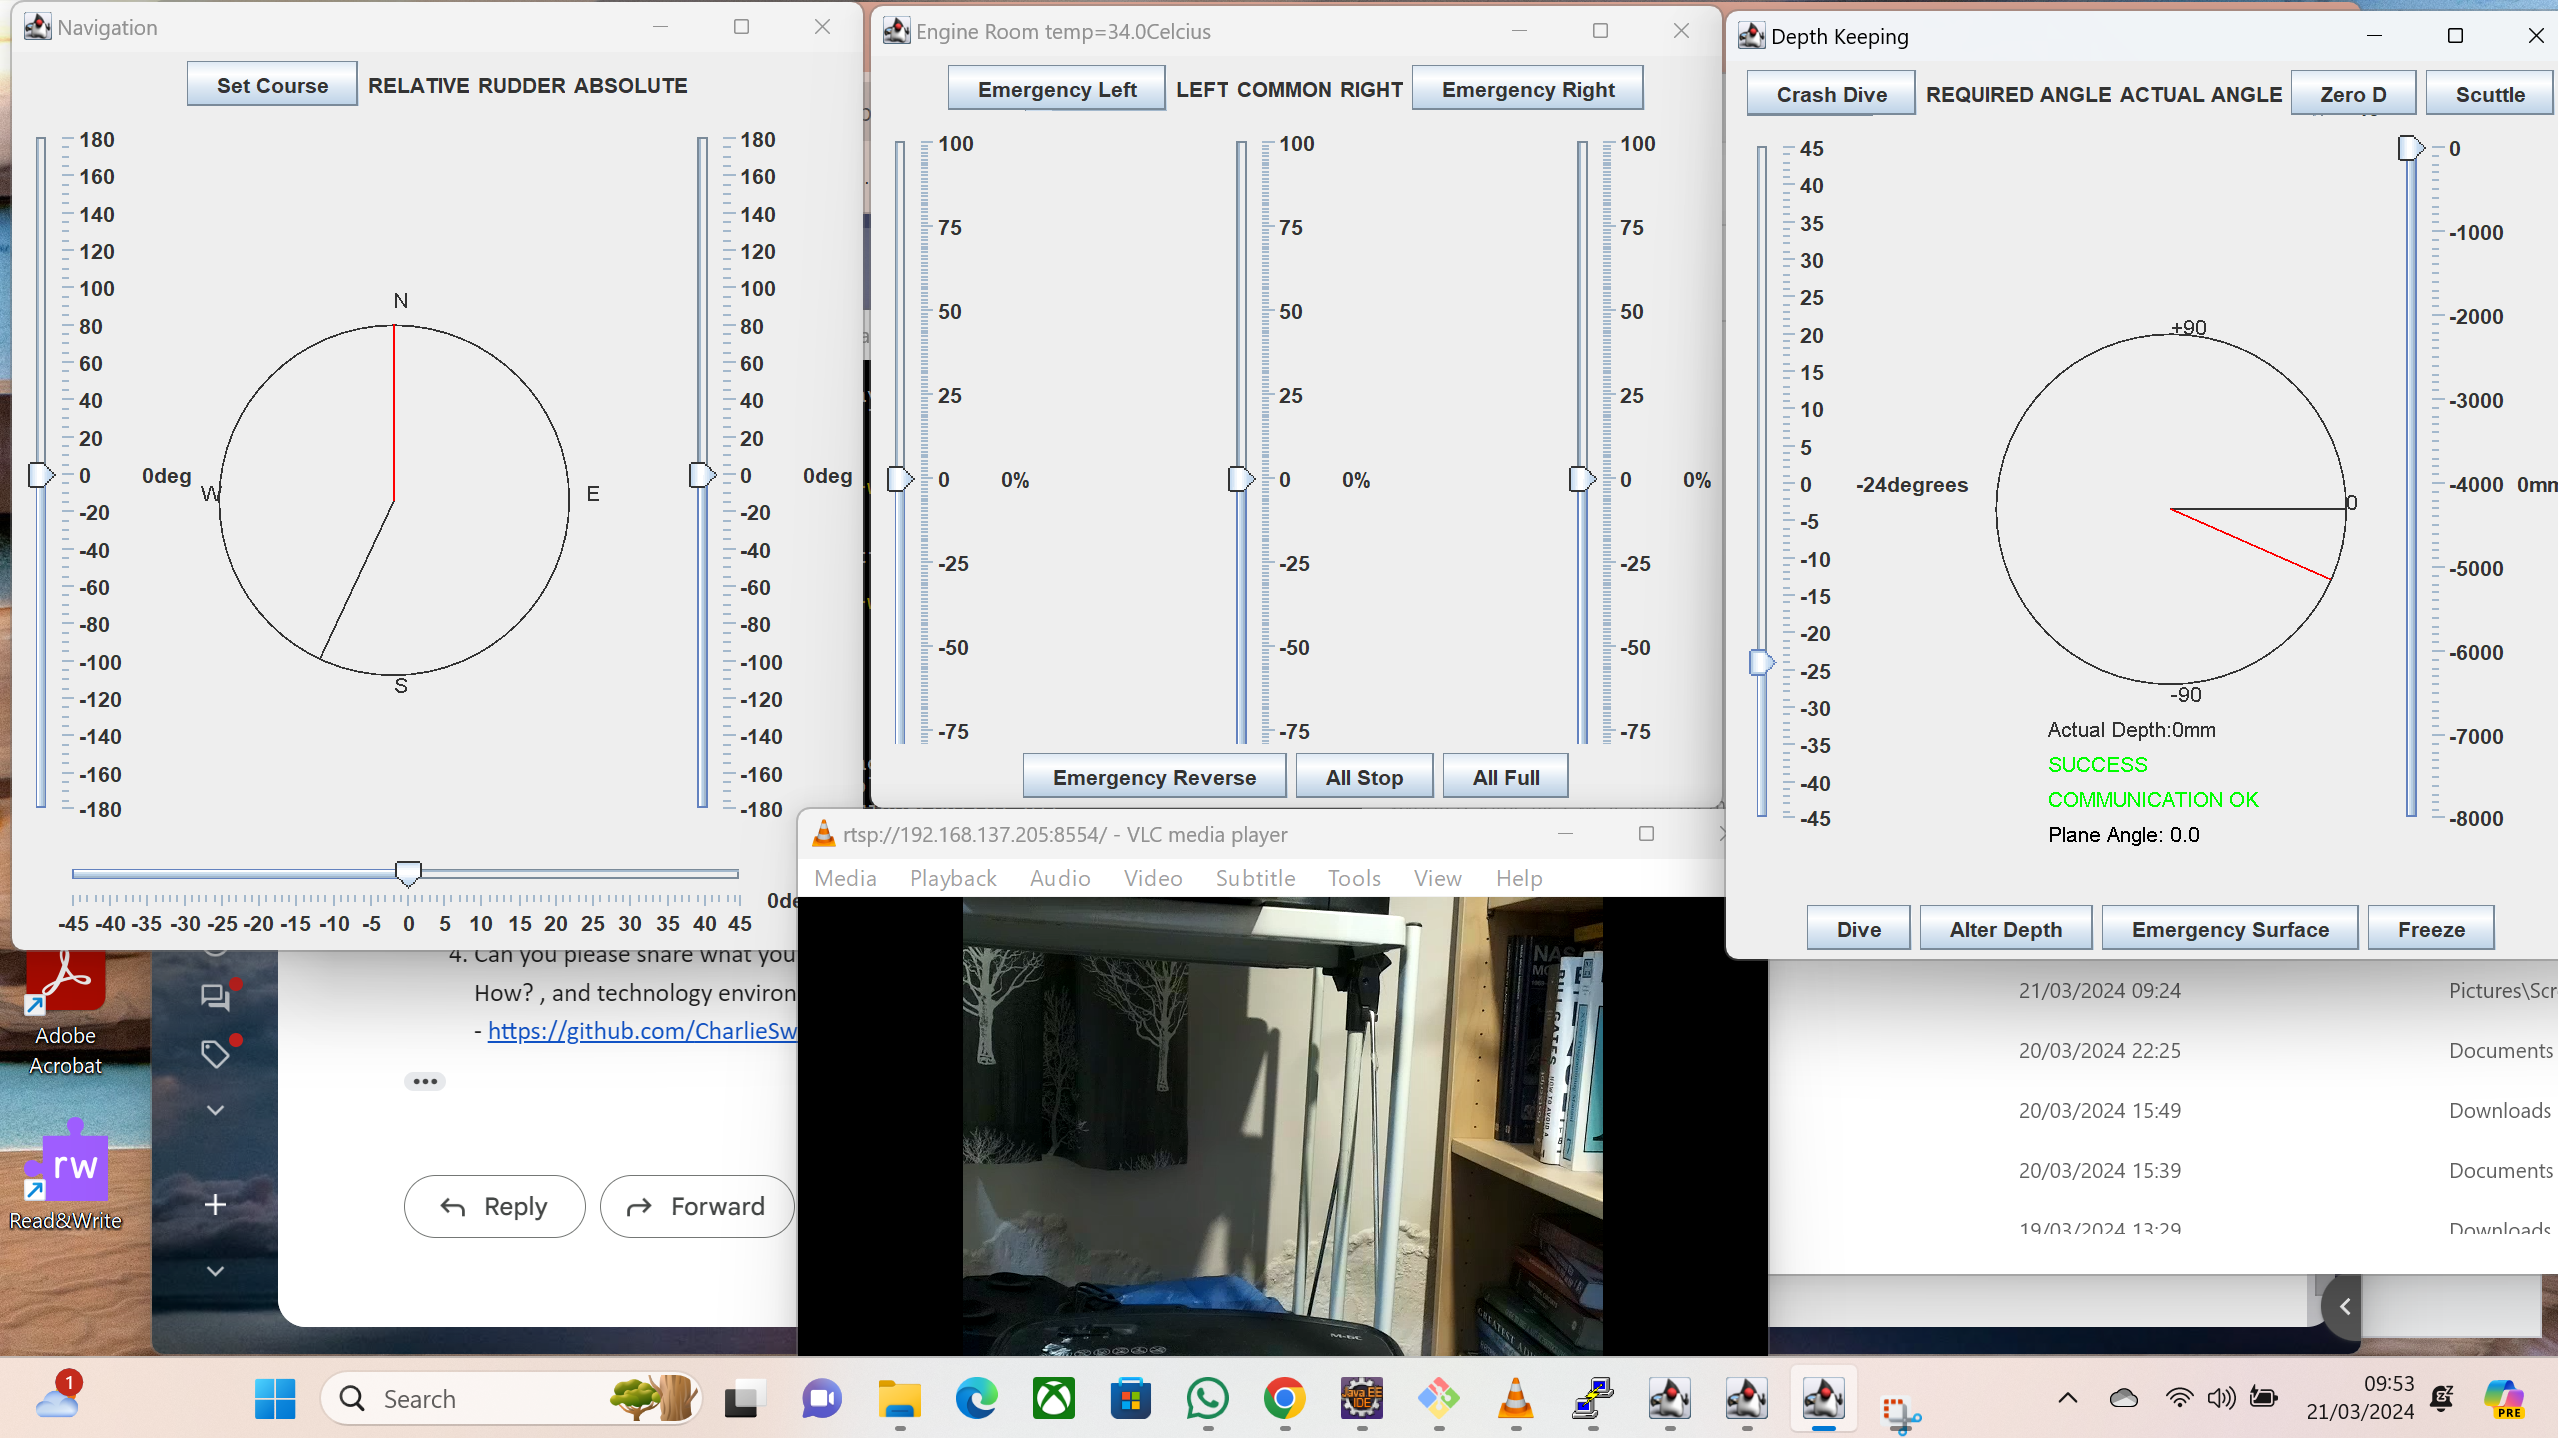 Navigation
Set Course RELATIVE RUDDER ABSOLUTE
180
160
140
120
100
80
60
40
20
0
-20
-40
-60
-80
-100
-120
-140
-160
-180
0deg
N
W
E
S
180
160
140
120
100
80
60
40
20
0
-20
-40
-60
-80
-100
-120
-140
-160
-180
0deg
-45 -40 -35 -30 -25 -20 -15 -10 -5 0 5 10 15 20 25 30 35 40 45
0de
Engine Room temp=34.0Celcius
Emergency Left LEFT COMMON RIGHT Emergency Right
100
75
50
25
0
-25
-50
-75
0%
100
75
50
25
0
-25
-50
-75
0%
100
75
50
25
0
-25
-50
-75
0%
Emergency Reverse All Stop All Full
Depth Keeping
Crash Dive REQUIRED ANGLE ACTUAL ANGLE Zero D Scuttle
45
40
35
30
25
20
15
10
5
0
-5
-10
-15
-20
-25
-30
-35
-40
-45
-24degrees
+90
0
-90
Actual Depth:0mm
SUCCESS
COMMUNICATION OK
Plane Angle: 0.0
0
-1000
-2000
-3000
-4000
-5000
-6000
-7000
-8000
0mm
Dive Alter Depth Emergency Surface Freeze
rtsp://192.168.137.205:8554/ - VLC media player
Media Playback Audio Video Subtitle Tools View Help
M-6C
4. Can you please share what you
How? , and technology environ
- https://github.com/CharlieSw
Reply Forward
21/03/2024 09:24 Pictures\Scr
20/03/2024 22:25 Documents
20/03/2024 15:49 Downloads
20/03/2024 15:39 Documents
19/03/2024 13:29 Downloads
Adobe
Acrobat
rw
Read&Write
1
Search
Java EE
IDE
09:53
21/03/2024
PRE